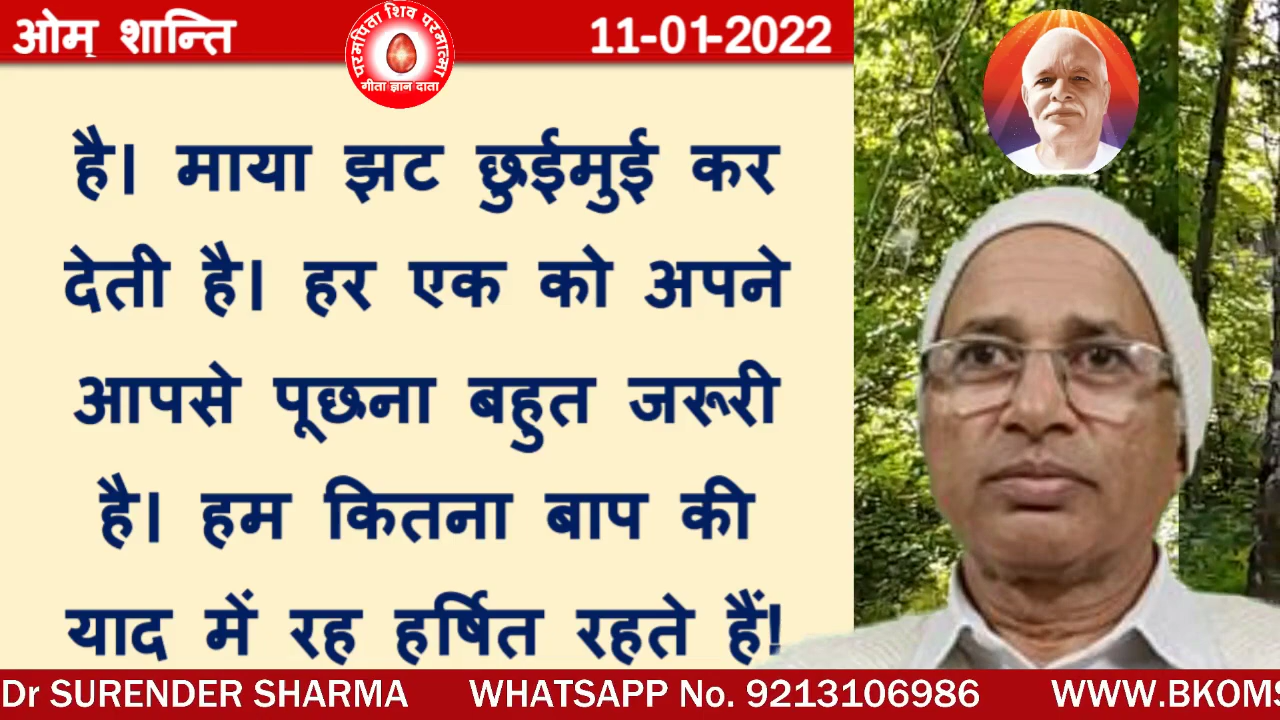 ओम् शान्ति
परमपिता शिव परमात्मा
गीता ज्ञान दाता
11-01-2022
है। माया झट छुईमुई कर
देती है। हर एक को अपने
आपसे पूछना बहुत जरूरी
है। हम कितना बाप की
याद में रह हर्षित रहते हैं!
Dr SURENDER SHARMA WHATSAPP No. 9213106986 WWW.BKOMS